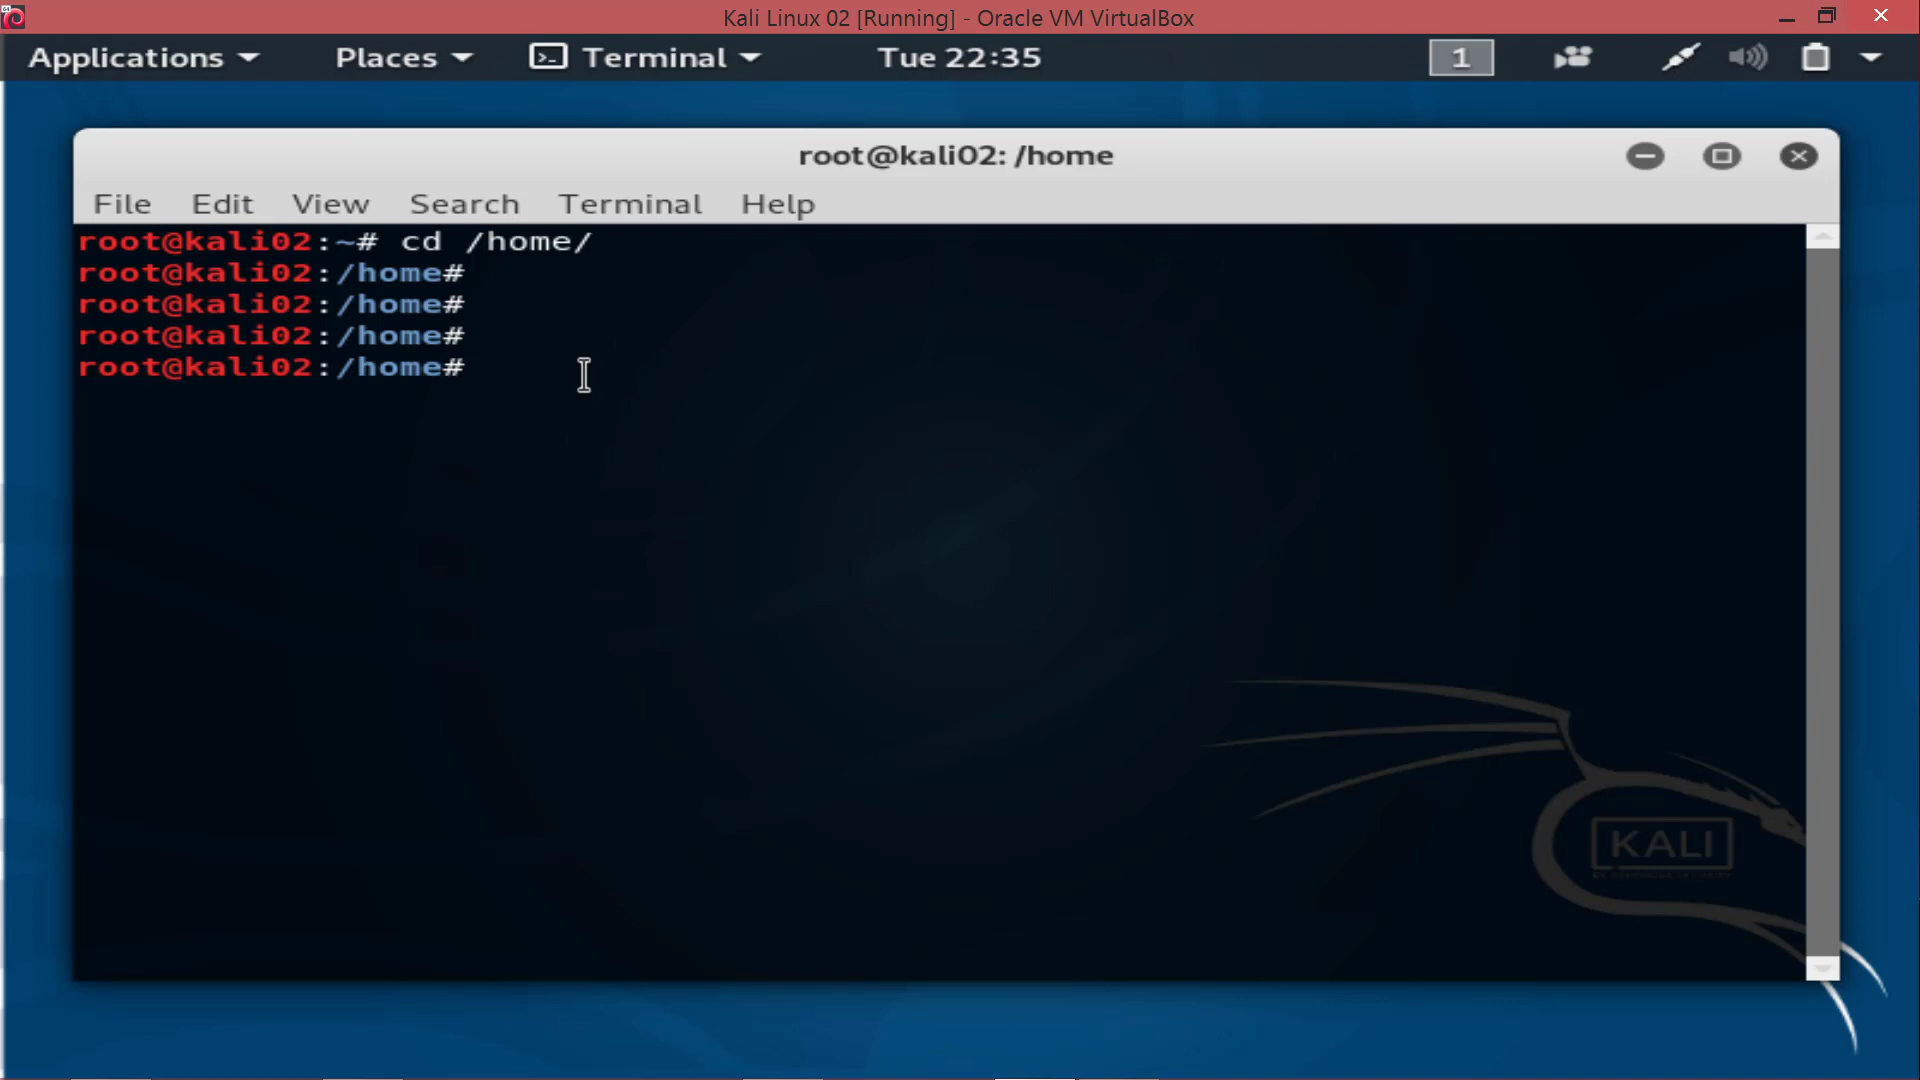 Kali Linux 02 [Running] - Oracle VM VirtualBox
Applications Places Terminal Tue 22:35 1
root@kali02: /home
File Edit View Search Terminal Help
root@kali02:~# cd /home/
root@kali02:/home#
root@kali02:/home#
root@kali02:/home#
root@kali02:/home#
KALI